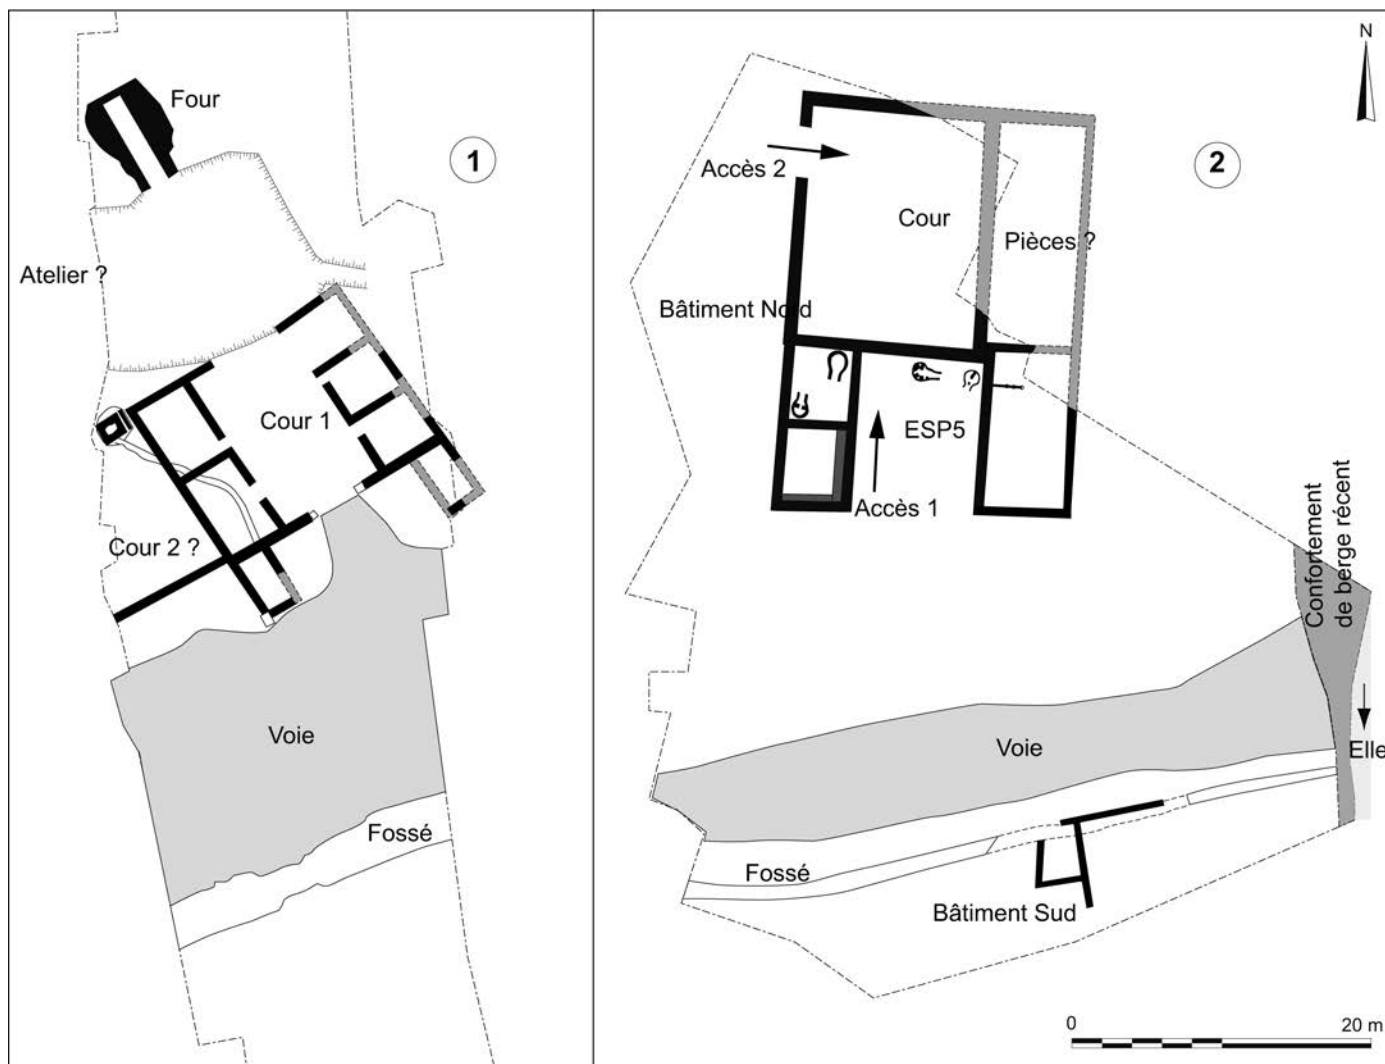 Four
1
Atelier ?
Cour 1
Cour 2 ?
Voie
Fossé
N
2
Accès 2
Cour
Pièces ?
Bâtiment Nord
ESP5
Accès 1
Confortement
de berge récent
Voie
Elle
Fossé
Bâtiment Sud
0
20 m